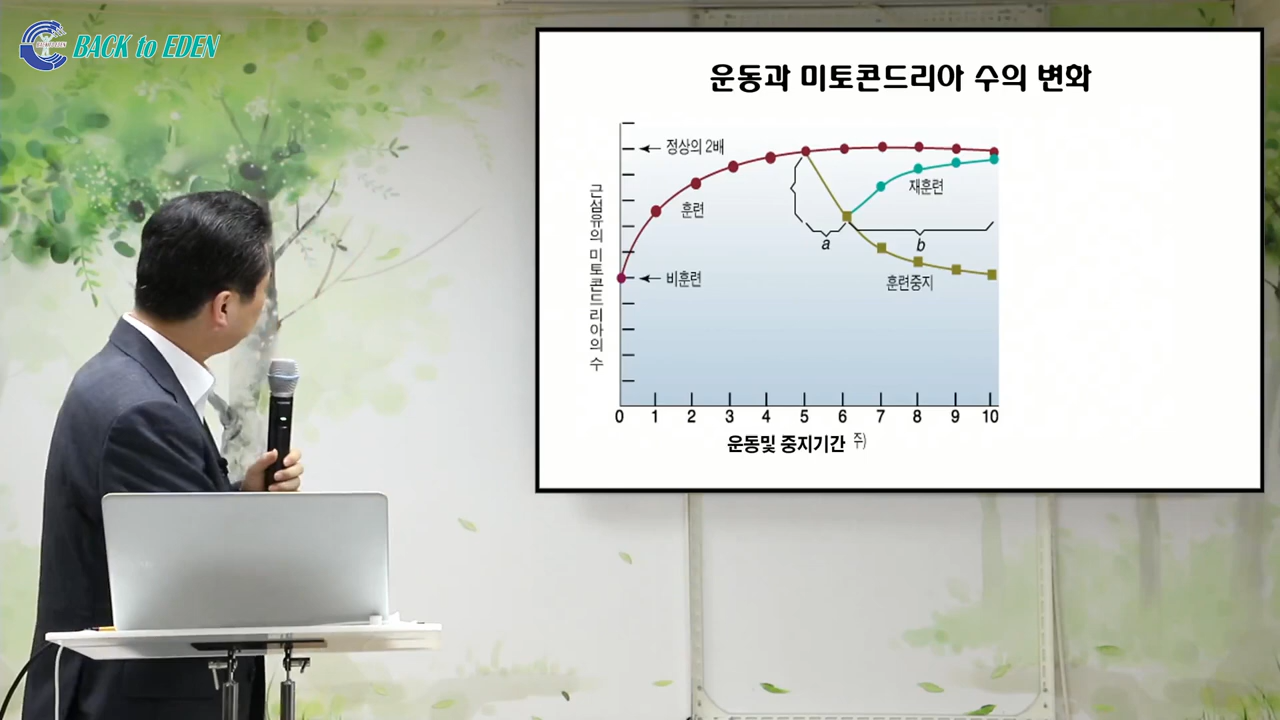 BACK to EDEN
운동과 미토콘드리아 수의 변화
정상의 2배
훈련
재훈련
a
b
비훈련
훈련중지
근섬유의 미토콘드리아의 수
0 1 2 3 4 5 6 7 8 9 10
운동및 중지기간 주)